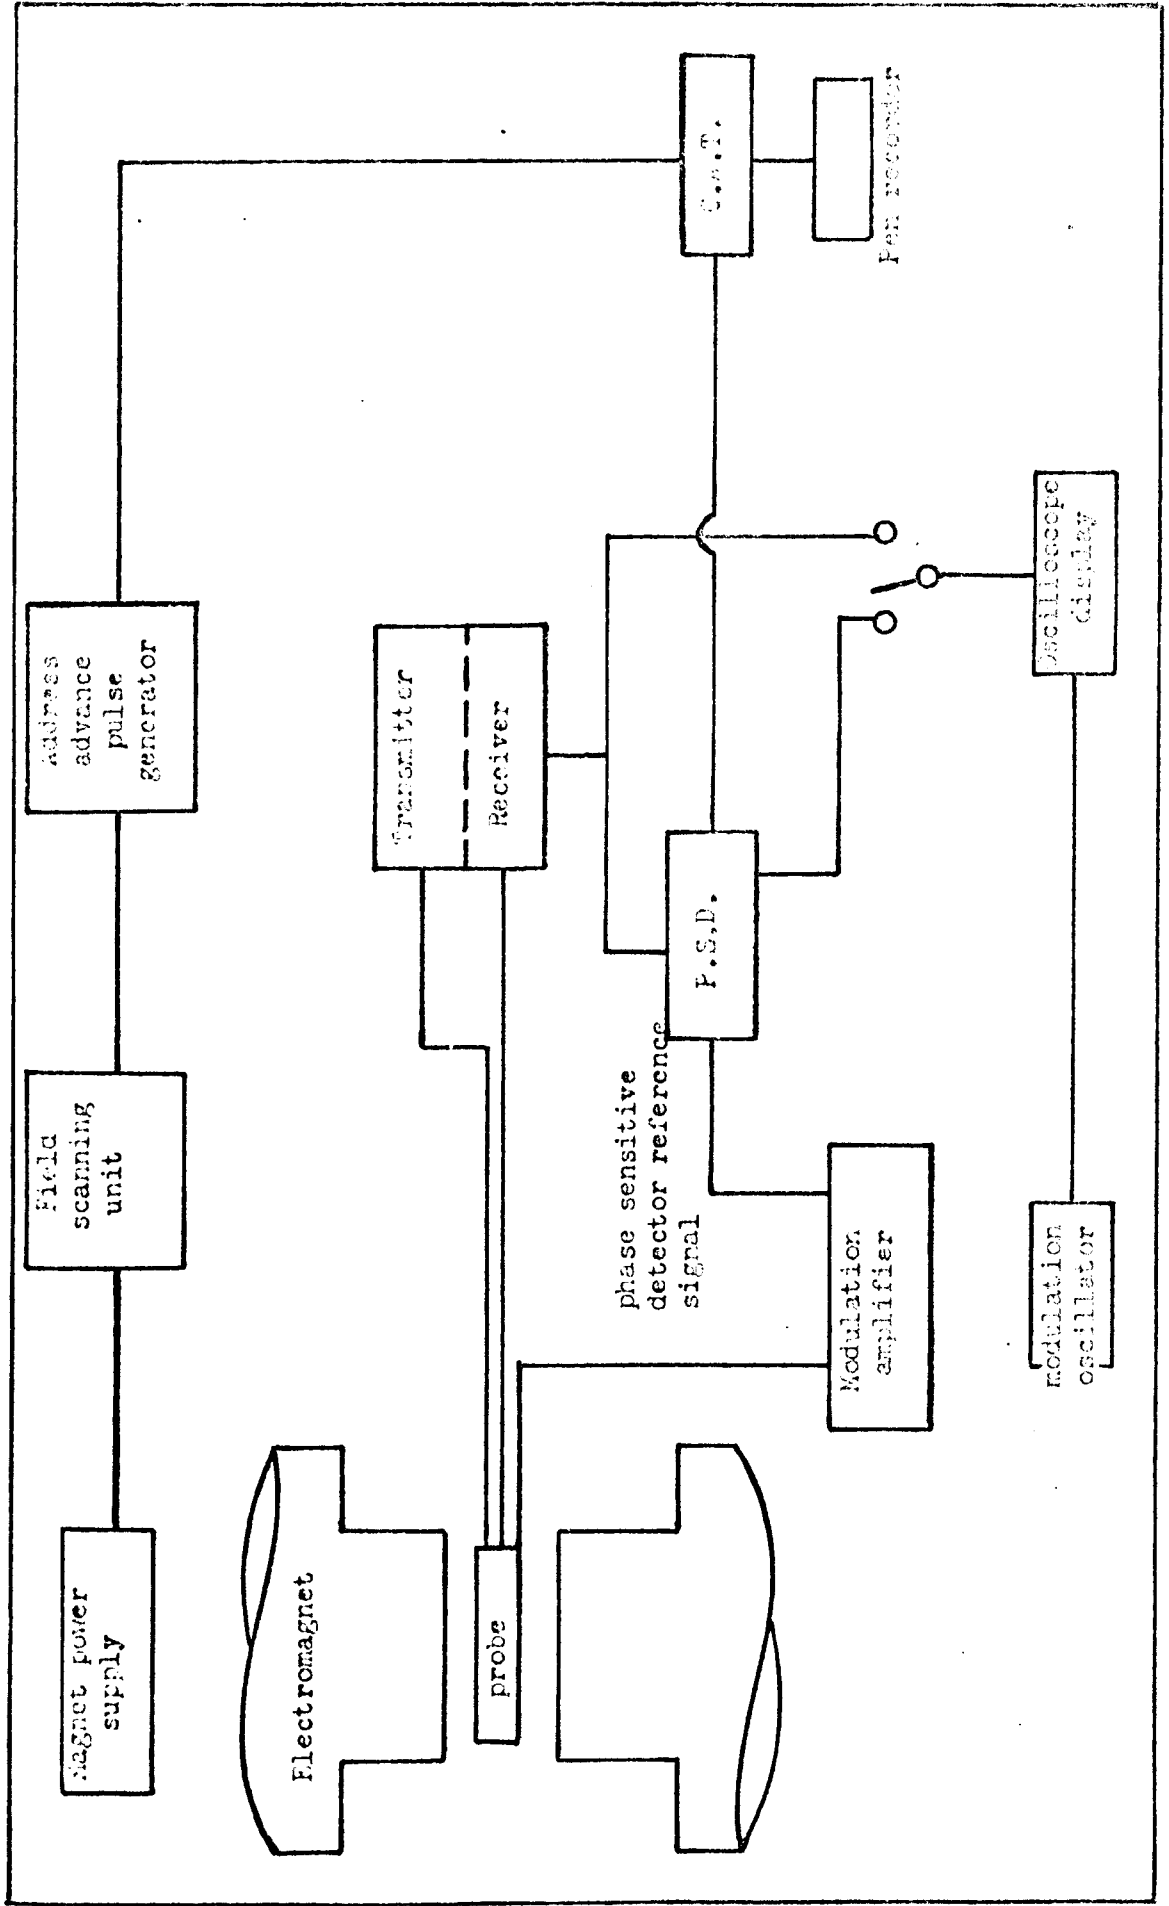 Magnet power
supply
Field
scanning
unit
Address
advance
pulse
generator
Electromagnet
probe
Transmitter
Receiver
phase sensitive
detector reference
signal
P.S.D.
C.A.T.
Pen recorder
Modulation
amplifier
modulation
oscillator
Oscilloscope
display